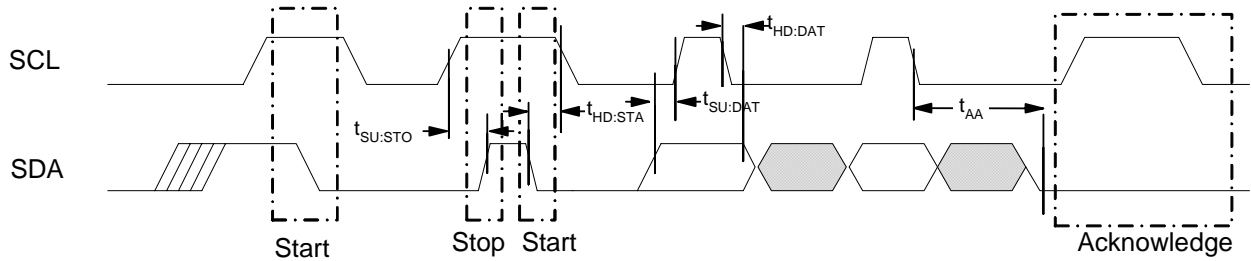 t_HD:DAT
SCL
t_HD:STA
t_SU:DAT
t_AA
t_SU:STO
SDA
Start
Stop
Start
Acknowledge